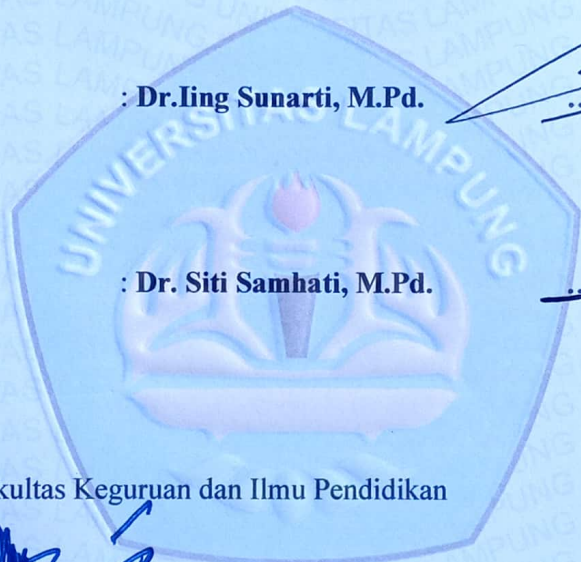 : Dr.Iing Sunarti, M.Pd.
UNIVERSITAS LAMPUNG
: Dr. Siti Samhati, M.Pd.
kultas Keguruan dan Ilmu Pendidikan